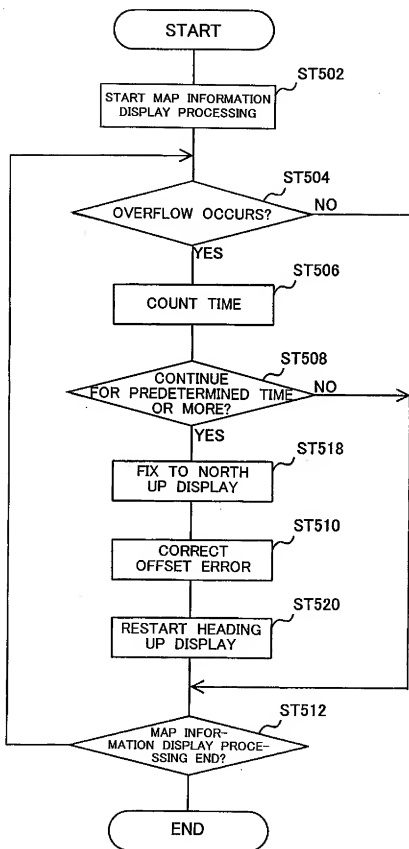 START
ST502
START MAP INFORMATION
DISPLAY PROCESSING
ST504
OVERFLOW OCCURS?
NO
YES
ST506
COUNT TIME
ST508
CONTINUE
FOR PREDETERMINED TIME
OR MORE?
NO
YES
ST518
FIX TO NORTH
UP DISPLAY
ST510
CORRECT
OFFSET ERROR
ST520
RESTART HEADING
UP DISPLAY
ST512
MAP INFOR-
MATION DISPLAY PROCE-
SSING END?
END